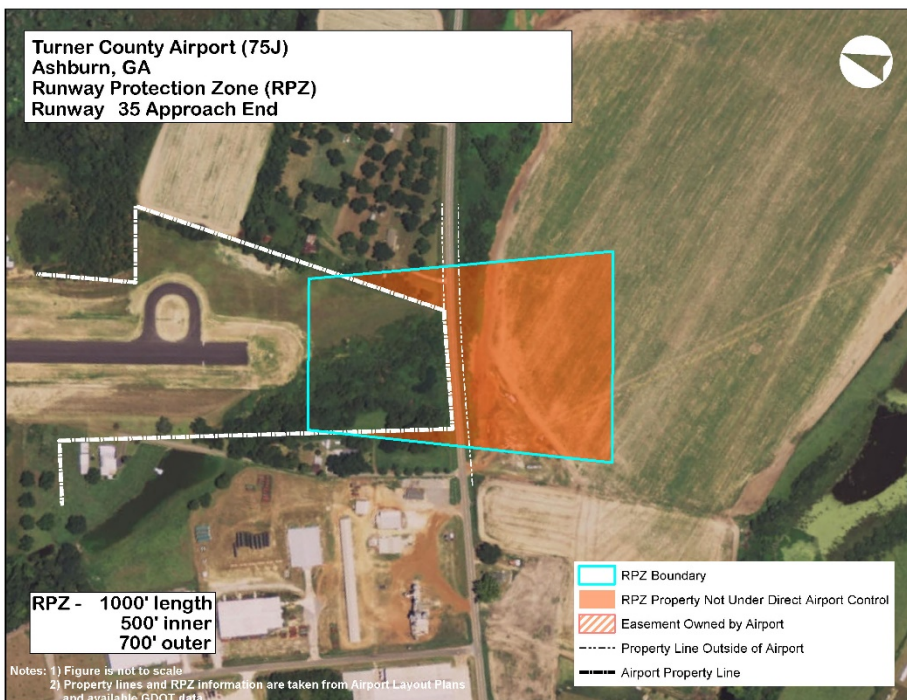 Turner County Airport (75J)
Ashburn, GA
Runway Protection Zone (RPZ)
Runway 35 Approach End
RPZ - 1000' length
500' inner
700' outer
RPZ Boundary
RPZ Property Not Under Direct Airport Control
Easement Owned by Airport
Property Line Outside of Airport
Airport Property Line
Notes: 1) Figure is not to scale
2) Property lines and RPZ information are taken from Airport Layout Plans
and available GDOT data